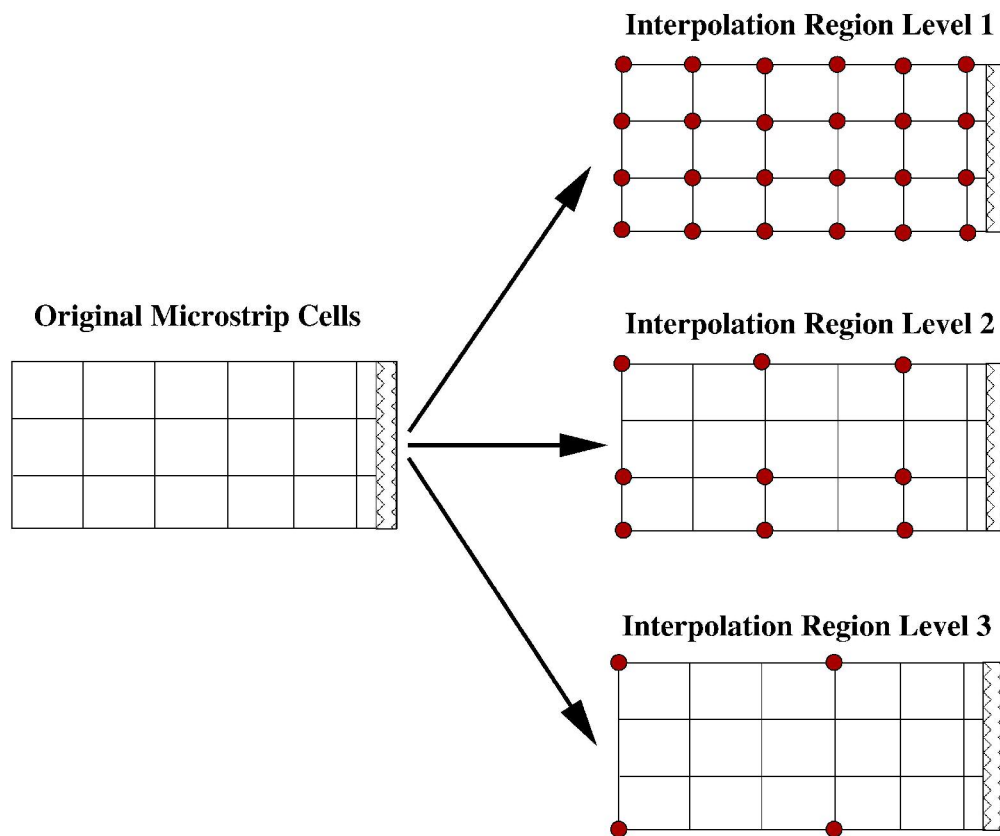 Interpolation Region Level 1
Original Microstrip Cells
Interpolation Region Level 2
Interpolation Region Level 3